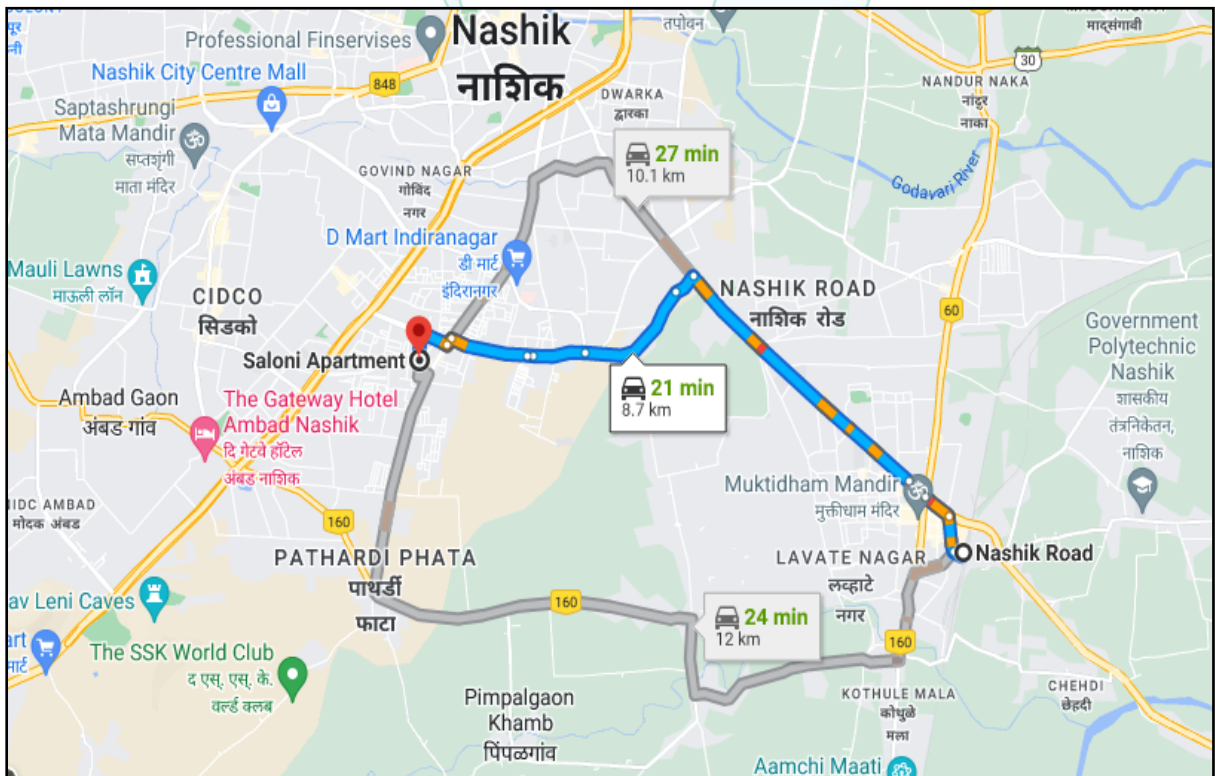 Nashik
नाशिक
Professional Finservises
Nashik City Centre Mall
848
Saptashrungi
Mata Mandir
सप्तशृंगी
माता मंदिर
तपोवन
माद्संगावी
30
NANDUR NAKA
नांदुर
नाका
DWARKA
द्वारका
GOVIND NAGAR
गोबिंद
नगर
27 min
10.1 km
Godavari River
D Mart Indiranagar
डी मार्ट
इंदिरानगर
Mauli Lawns
माऊली लॉन
CIDCO
सिडको
NASHIK ROAD
नाशिक रोड
60
Government
Polytechnic
Nashik
शासकीय
तंत्रनिकेतन,
नाशिक
Saloni Apartment
21 min
8.7 km
Ambad Gaon
अंबड गांव
The Gateway Hotel
Ambad Nashik
दि गेटवे हॉटेल
अंबड नाशिक
Muktidham Mandir
मुक्तीधाम मंदिर
IIDC AMBAD
मोदक अंबड
160
PATHARDI PHATA
पाथर्डी
फाटा
LAVATE NAGAR
लव्हाटे
नगर
Nashik Road
av Leni Caves
160
24 min
12 km
160
art
मार्ट
The SSK World Club
द एस्. एस्. के.
वर्ल्ड क्लब
Pimpalgaon
Khamb
पिंपळगांव
KOTHULE MALA
कोथुळे
मला
CHEHDI
छेहदी
Aamchi Maati